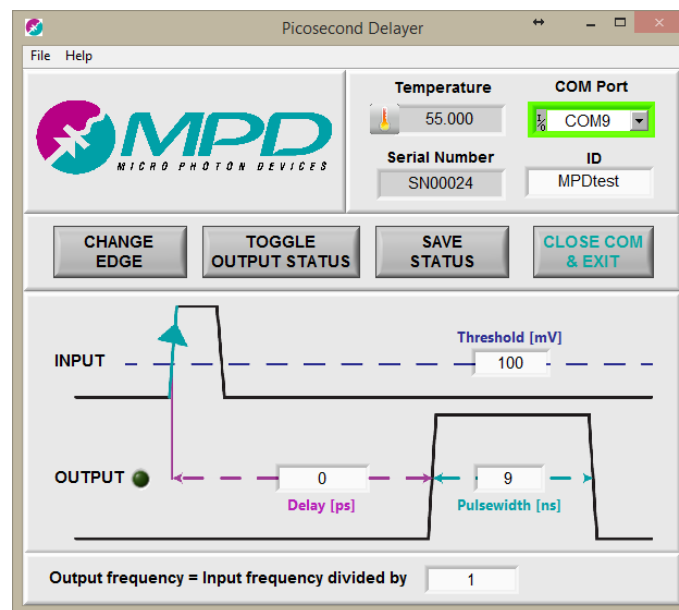 Picosecond Delayer
File Help
Temperature
COM Port
55.000
I/O
COM9
MPD
MICRO PHOTON DEVICES
Serial Number
ID
SN00024
MPDtest
CHANGE
EDGE
TOGGLE
OUTPUT STATUS
SAVE
STATUS
CLOSE COM
& EXIT
Threshold [mV]
INPUT
100
OUTPUT
0
9
Delay [ps]
Pulsewidth [ns]
Output frequency = Input frequency divided by 1